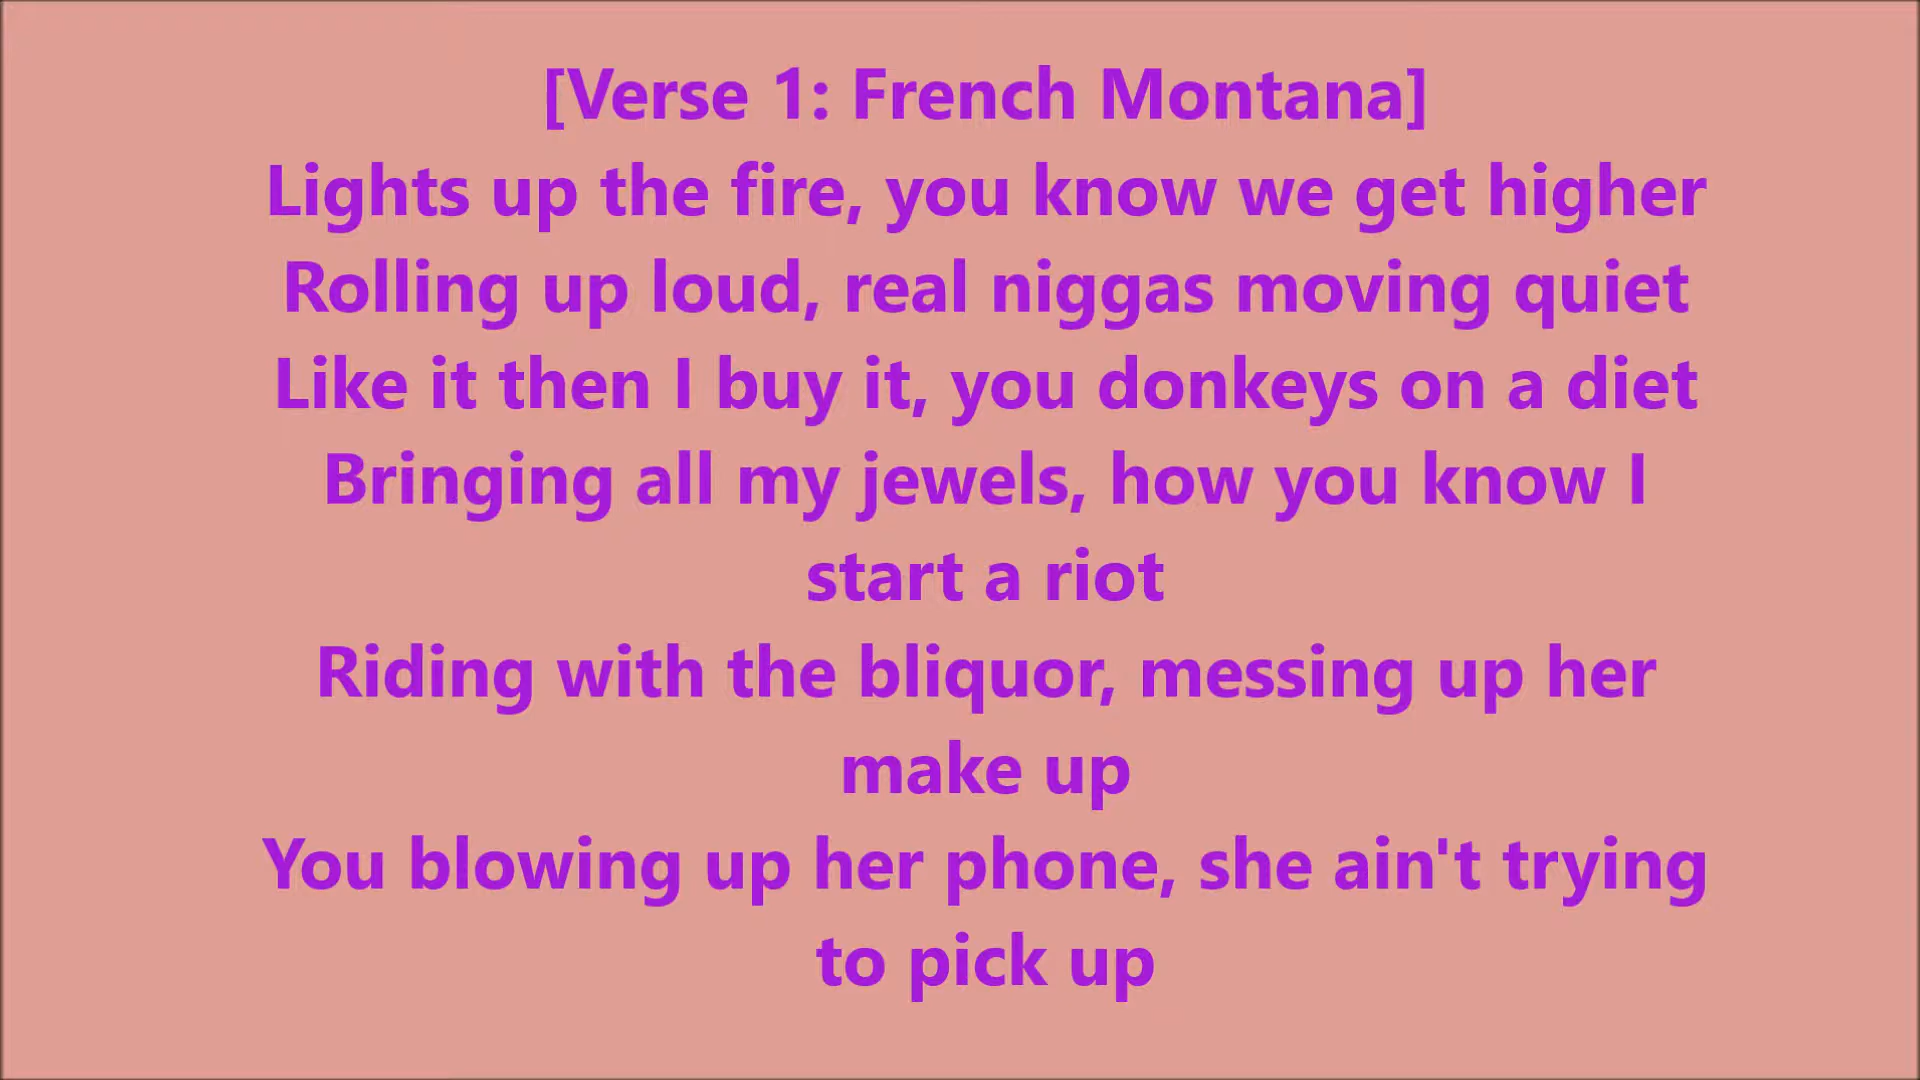 [Verse 1: French Montana]
Lights up the fire, you know we get higher
Rolling up loud, real niggas moving quiet
Like it then I buy it, you donkeys on a diet
Bringing all my jewels, how you know I
start a riot
Riding with the bliquor, messing up her
make up
You blowing up her phone, she ain't trying
to pick up